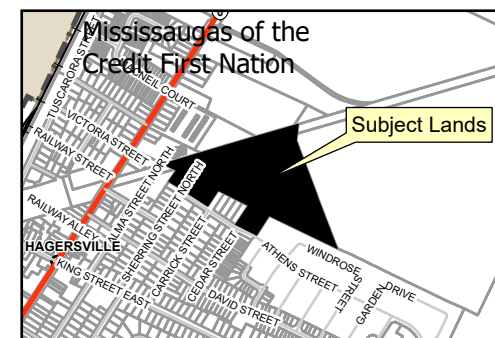 Mississaugas of the
Credit First Nation
Subject Lands
TUSCARORA STREET
NEIL COURT
VICTORIA STREET
RAILWAY STREET
ALMA STREET NORTH
SHERRING STREET NORTH
RAILWAY ALLEY
CARRICK STREET
CEDAR STREET
HAGERSVILLE
KING STREET EAST
DAVID STREET
ATHENS STREET
WINDROSE
STREET
GARDEN
DRIVE